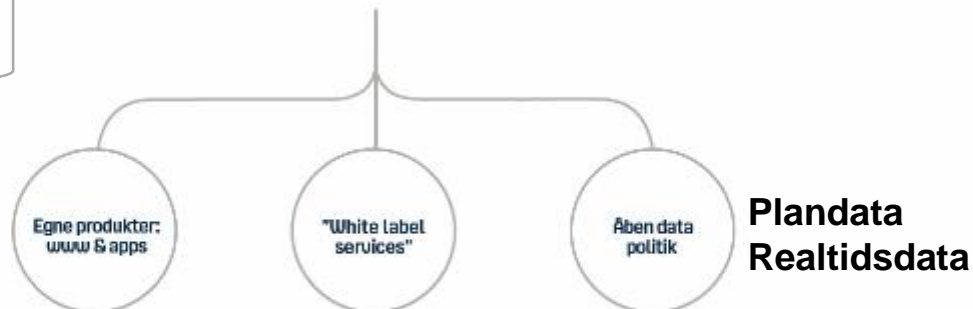 Egne produkter:
www & apps
"White label
services"
Åben data
politik
Plandata
Realtidsdata